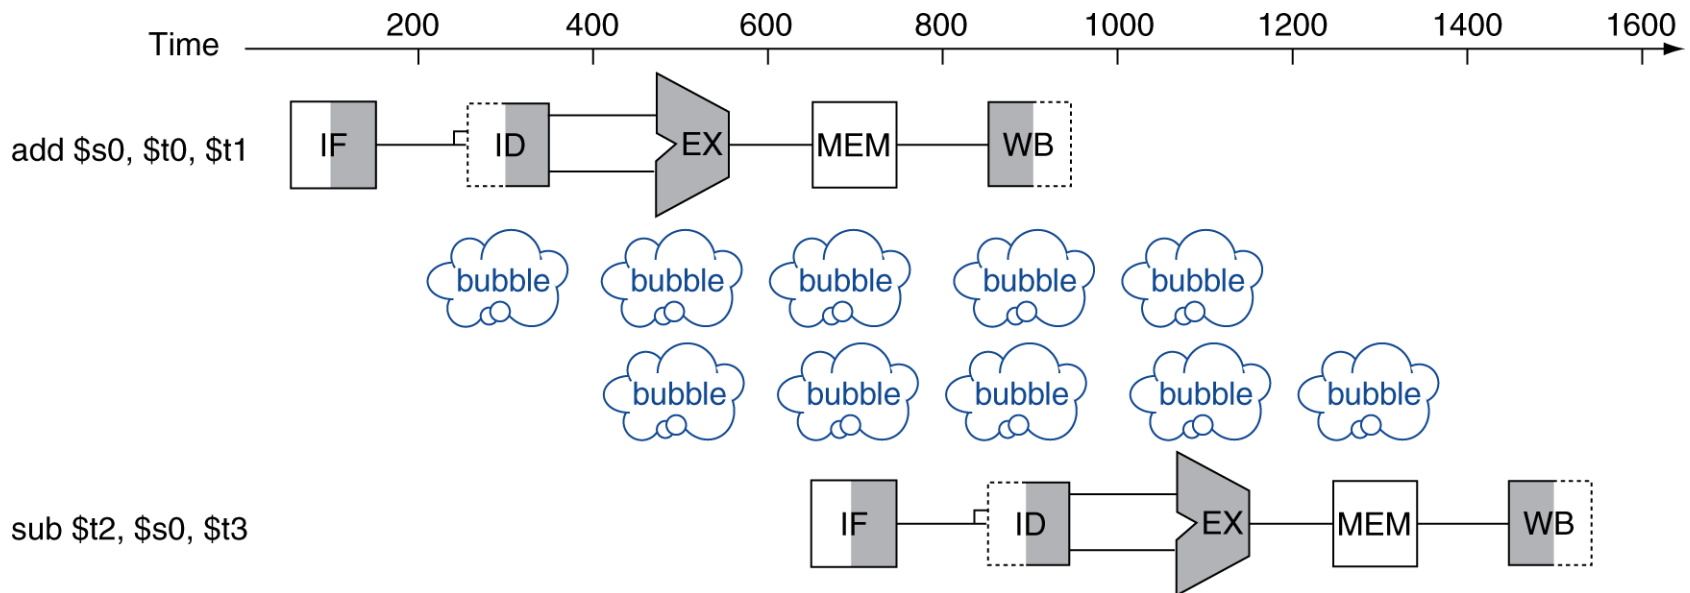 200 400 600 800 1000 1200 1400 1600
Time
add $s0, $t0, $t1 IF ID EX MEM WB
bubble bubble bubble bubble bubble
bubble bubble bubble bubble bubble
sub $t2, $s0, $t3 IF ID EX MEM WB